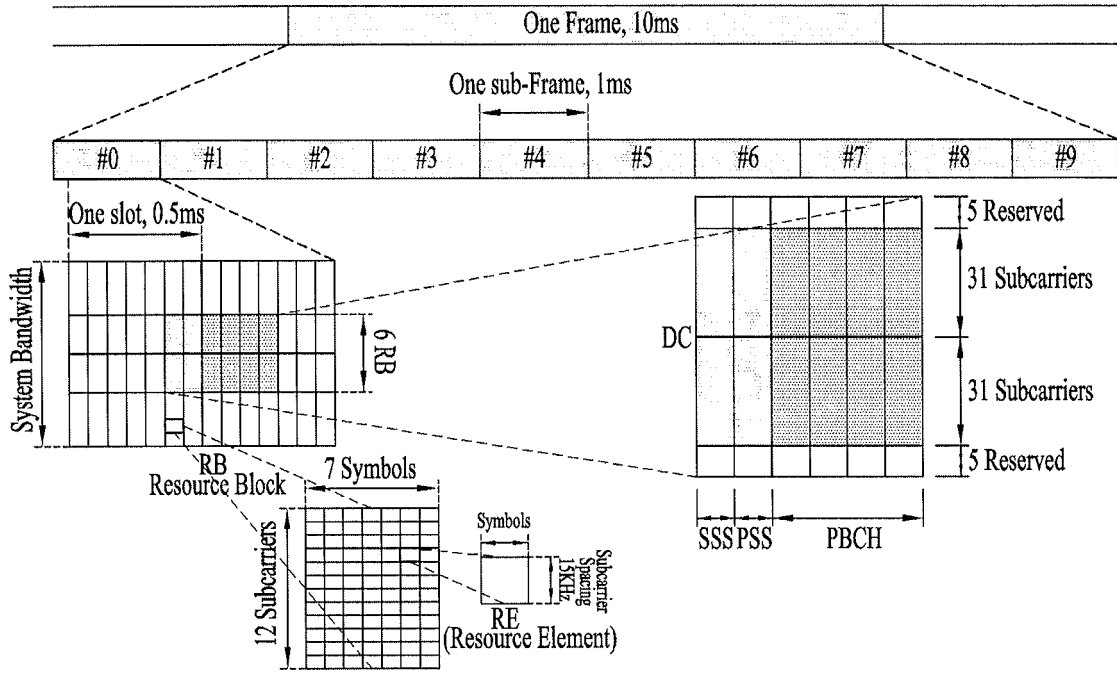 One Frame, 10ms
One sub-Frame, 1ms
#0 #1 #2 #3 #4 #5 #6 #7 #8 #9
One slot, 0.5ms
System Bandwidth
6 RB
RB
Resource Block
5 Reserved
31 Subcarriers
DC
31 Subcarriers
5 Reserved
SSS PSS PBCH
7 Symbols
12 Subcarriers
Symbols
Subcarrier
Spacing
15KHz
RE
(Resource Element)